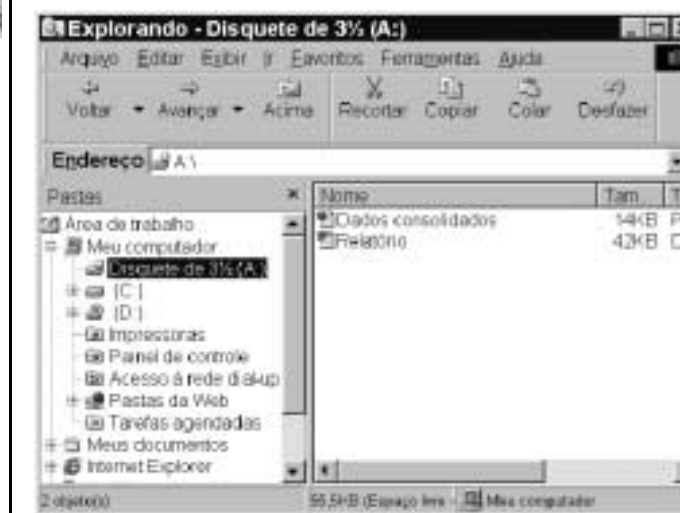 Explorando - Disquete de 3½ (A:)
Arquivo Editar Exibir Ir Favoritos Ferramentas Ajuda
Voltar Avançar Acima Recortar Copiar Colar Desfazer
Endereço A:\
Pastas
Nome Tam... T
Área de trabalho
Meu computador
Disquete de 3½ (A:)
(C:)
(D:)
Impressoras
Painel de controle
Acesso à rede dial-up
Pastas da Web
Tarefas agendadas
Meus documentos
Internet Explorer
Dados consolidados 14KB
Relatório 42KB
2 objeto(s)
55,5KB (Espaço livre
Meu computador